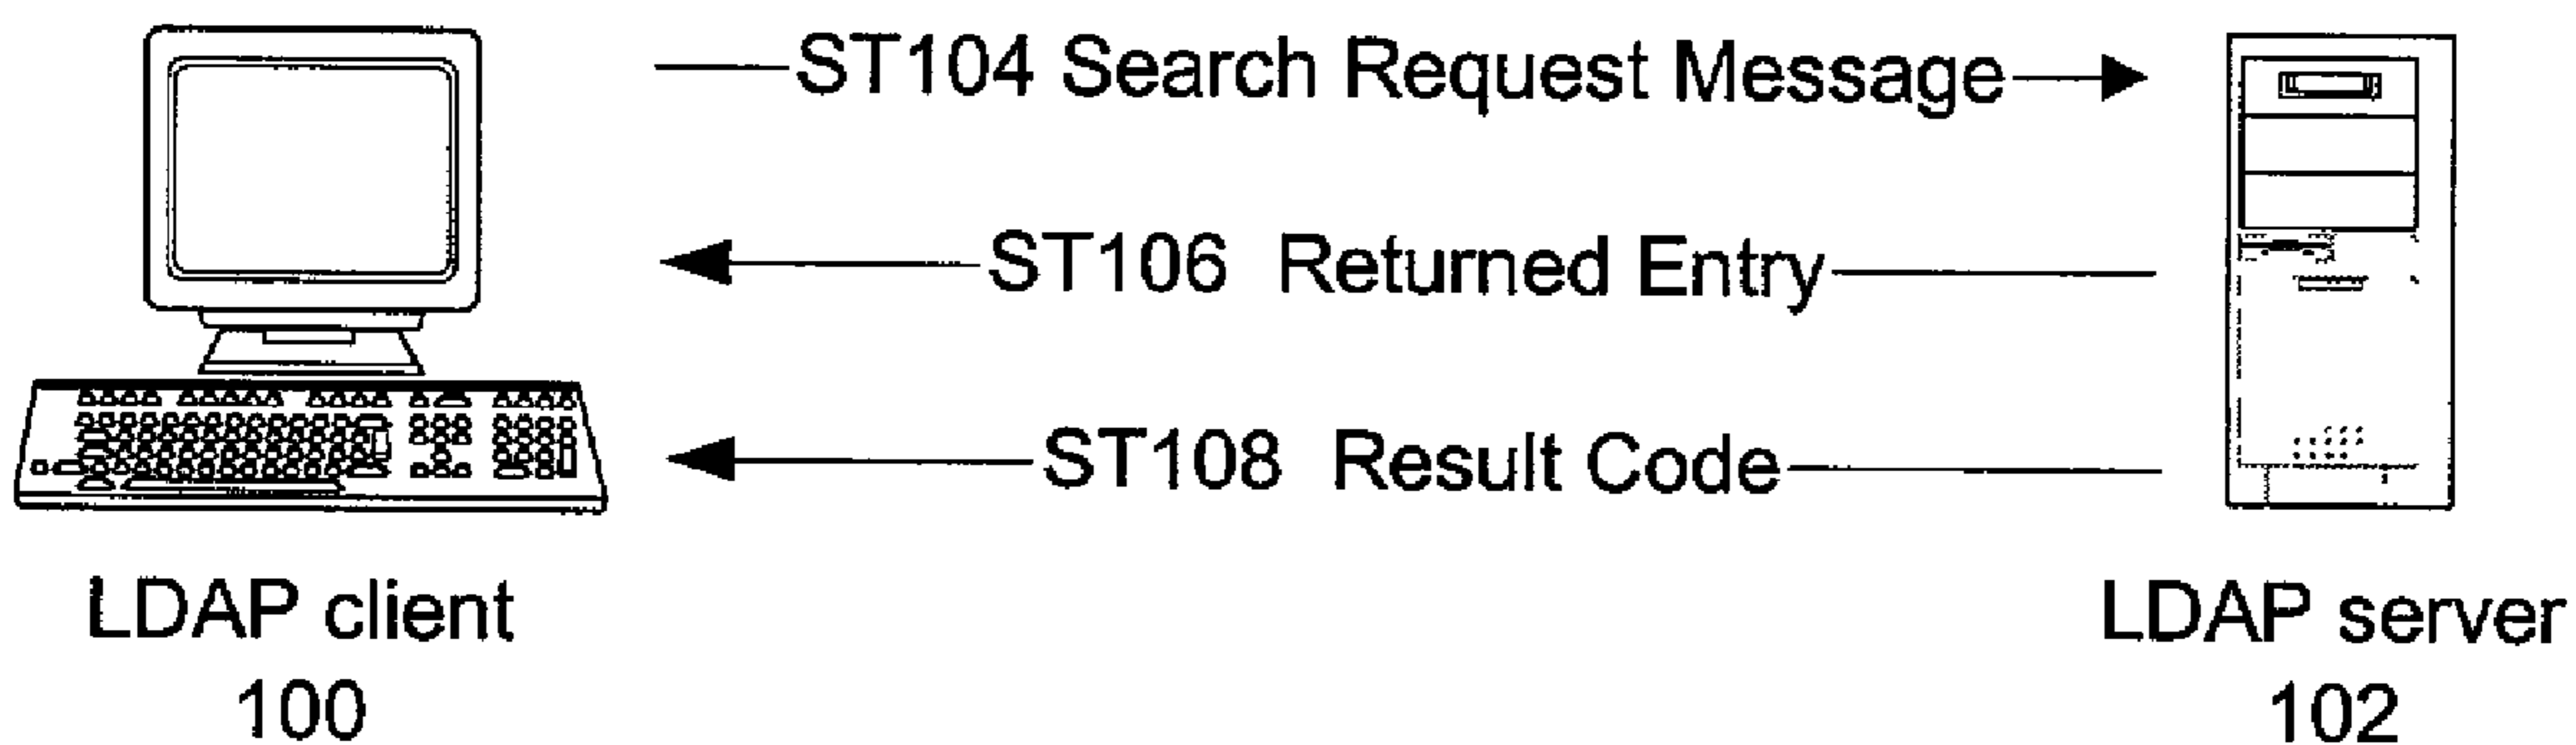 ST104 Search Request Message
ST106 Returned Entry
ST108 Result Code
LDAP client
100
LDAP server
102